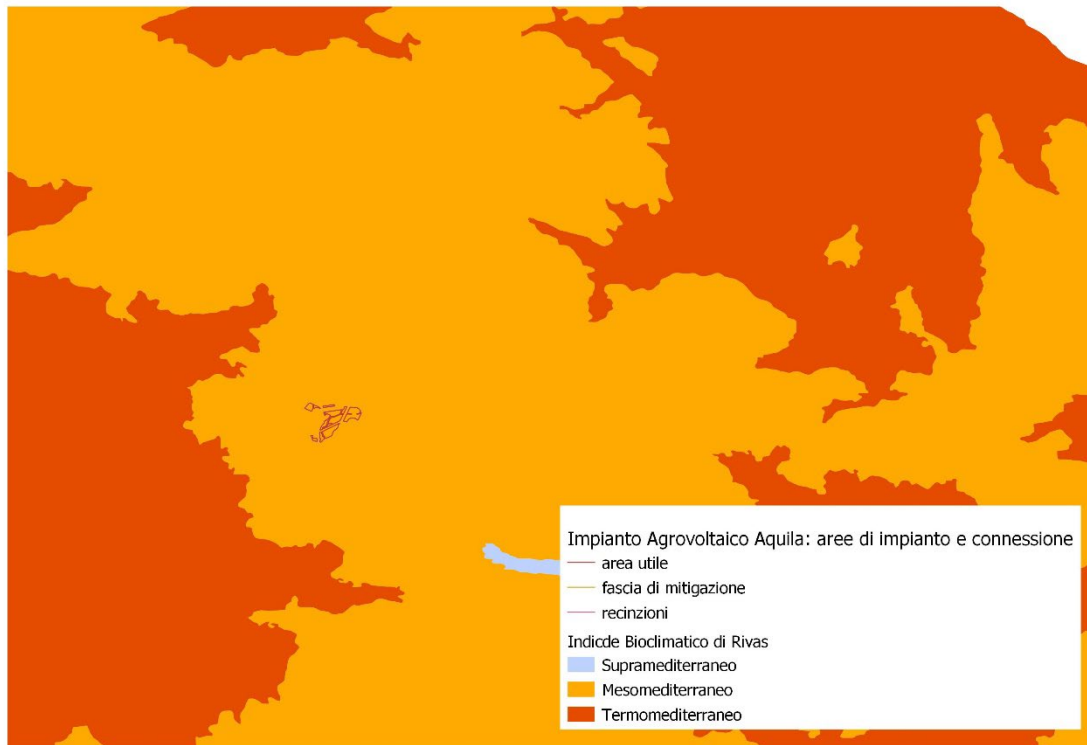 Impianto Agrovoltaico Aquila: aree di impianto e connessione
area utile
fascia di mitigazione
recinzioni
Indicde Bioclimatico di Rivas
Supramediterraneo
Mesomediterraneo
Termomediterraneo